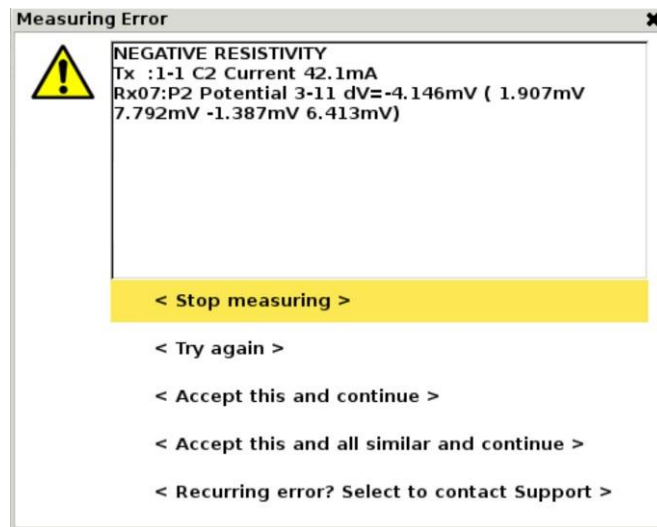 Measuring Error
NEGATIVE RESISTIVITY
Tx :1-1 C2 Current 42.1mA
Rx07:P2 Potential 3-11 dV=-4.146mV ( 1.907mV
7.792mV -1.387mV 6.413mV)
< Stop measuring >
< Try again >
< Accept this and continue >
< Accept this and all similar and continue >
< Recurring error? Select to contact Support >